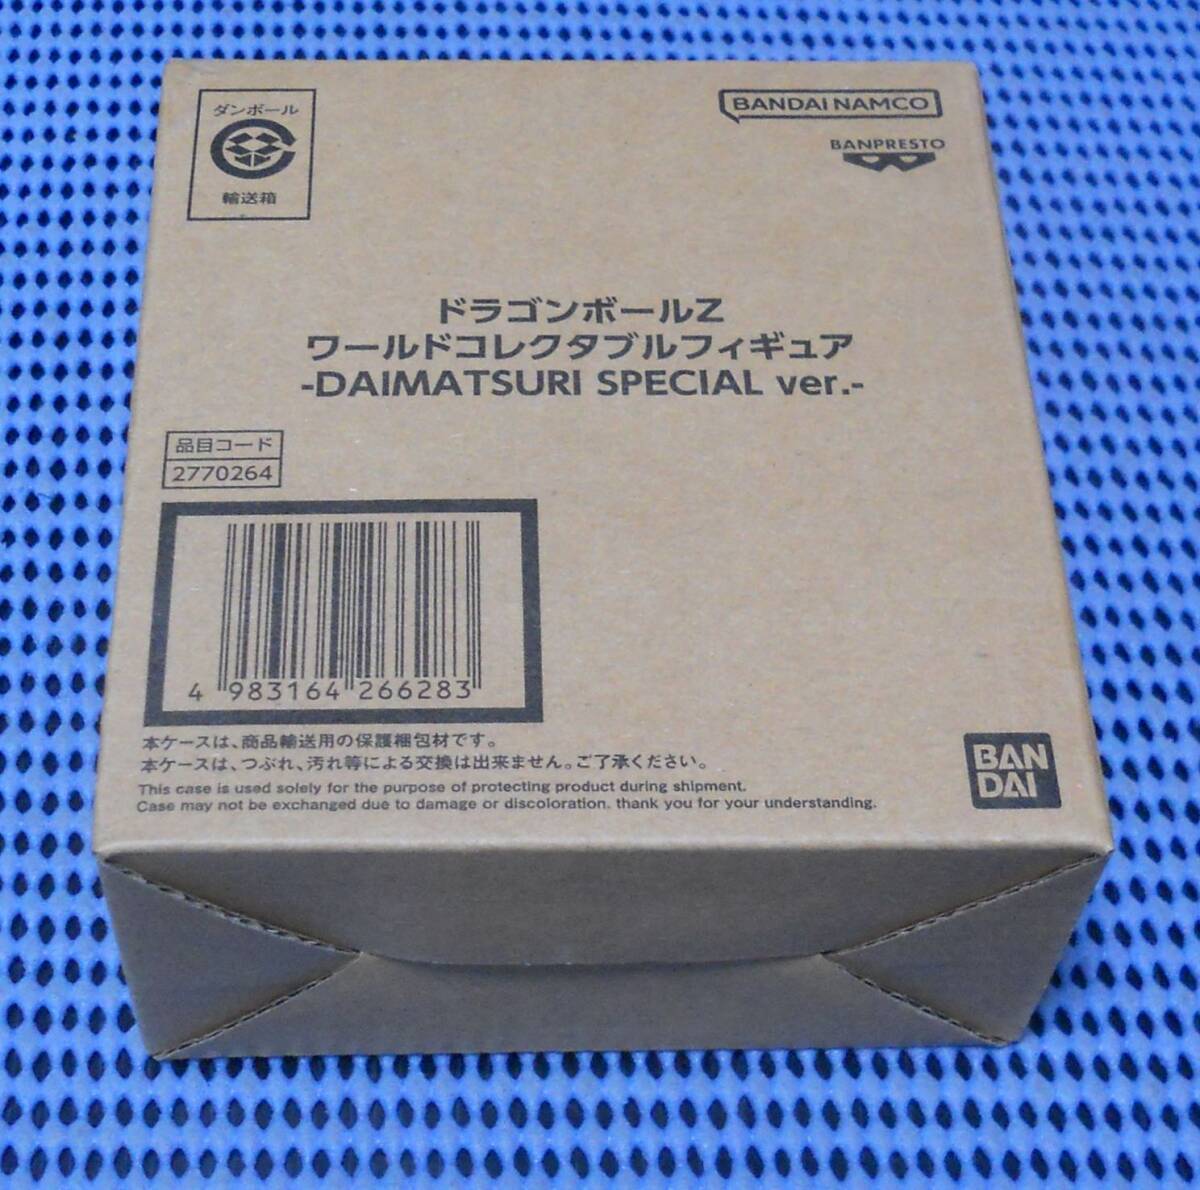 ダンボール
輸送箱
BANDAI NAMCO
BANPRESTO
ドラゴンボールZ
ワールドコレクタブルフィギュア
-DAIMATSURI SPECIAL ver.-
品目コード
2770264
4 983164 266283
本ケースは、商品輸送用の保護梱包材です。
本ケースは、つぶれ、汚れ等による交換は出来ません。ご了承ください。
This case is used solely for the purpose of protecting product during shipment.
Case may not be exchanged due to damage or discoloration. thank you for your understanding.
BAN
DAI